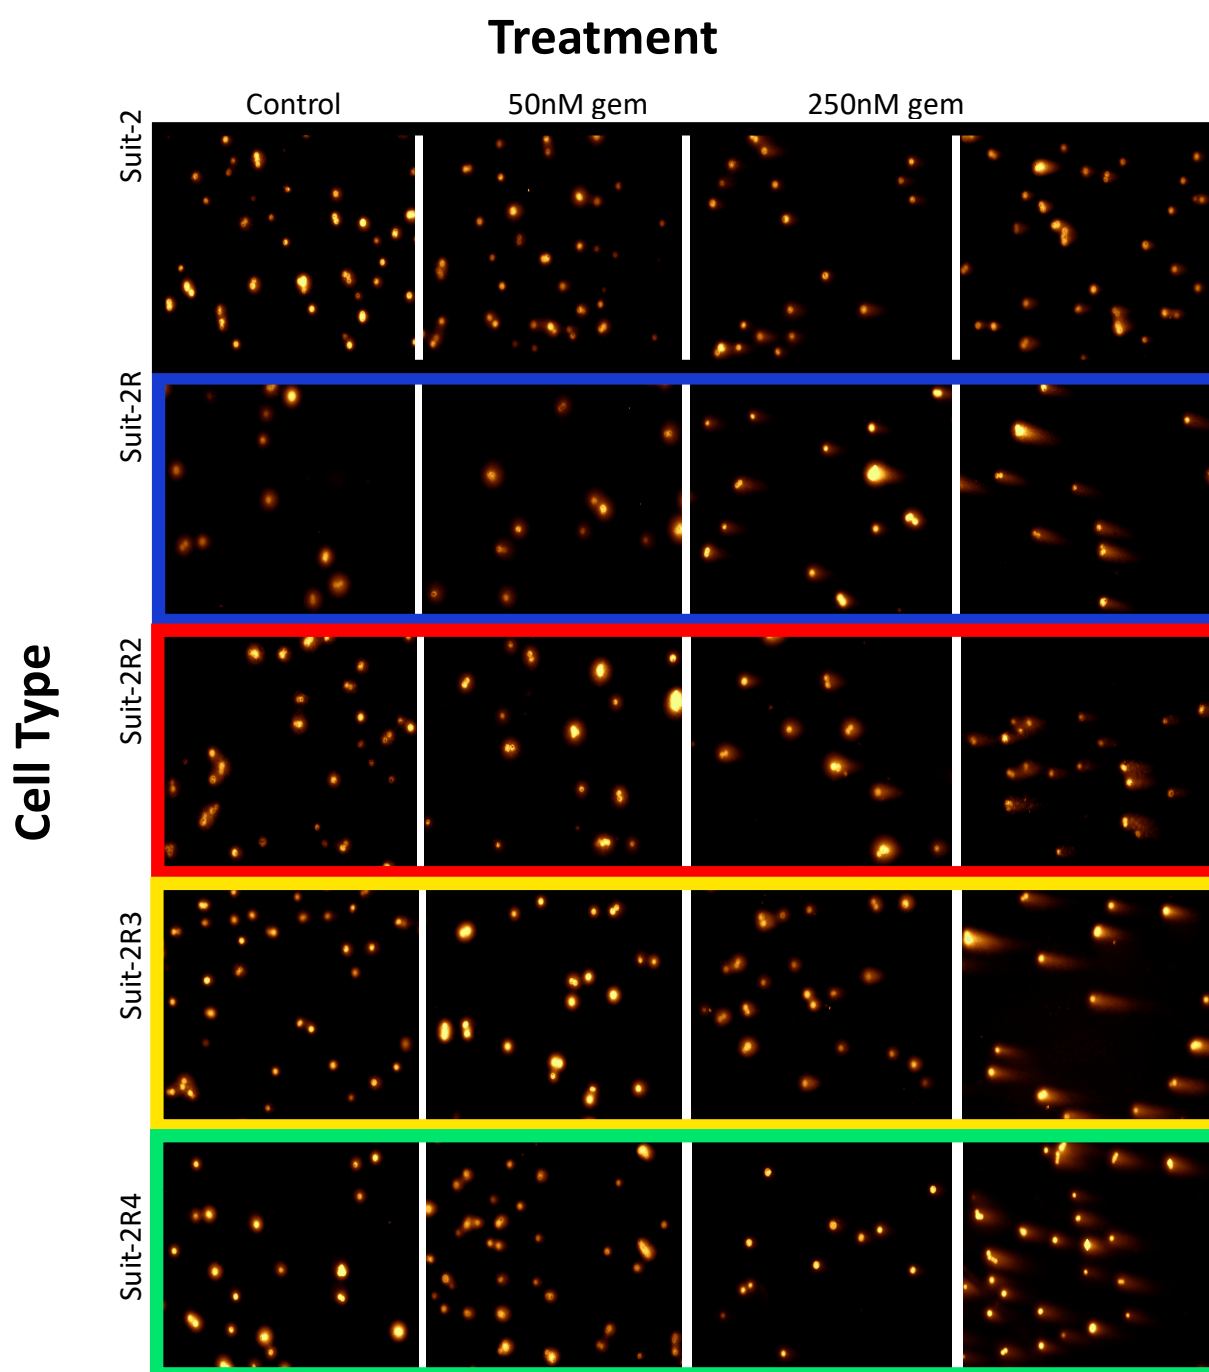 Treatment
Control
50nM gem
250nM gem
Cell Type
Suit-2
Suit-2R
Suit-2R2
Suit-2R3
Suit-2R4